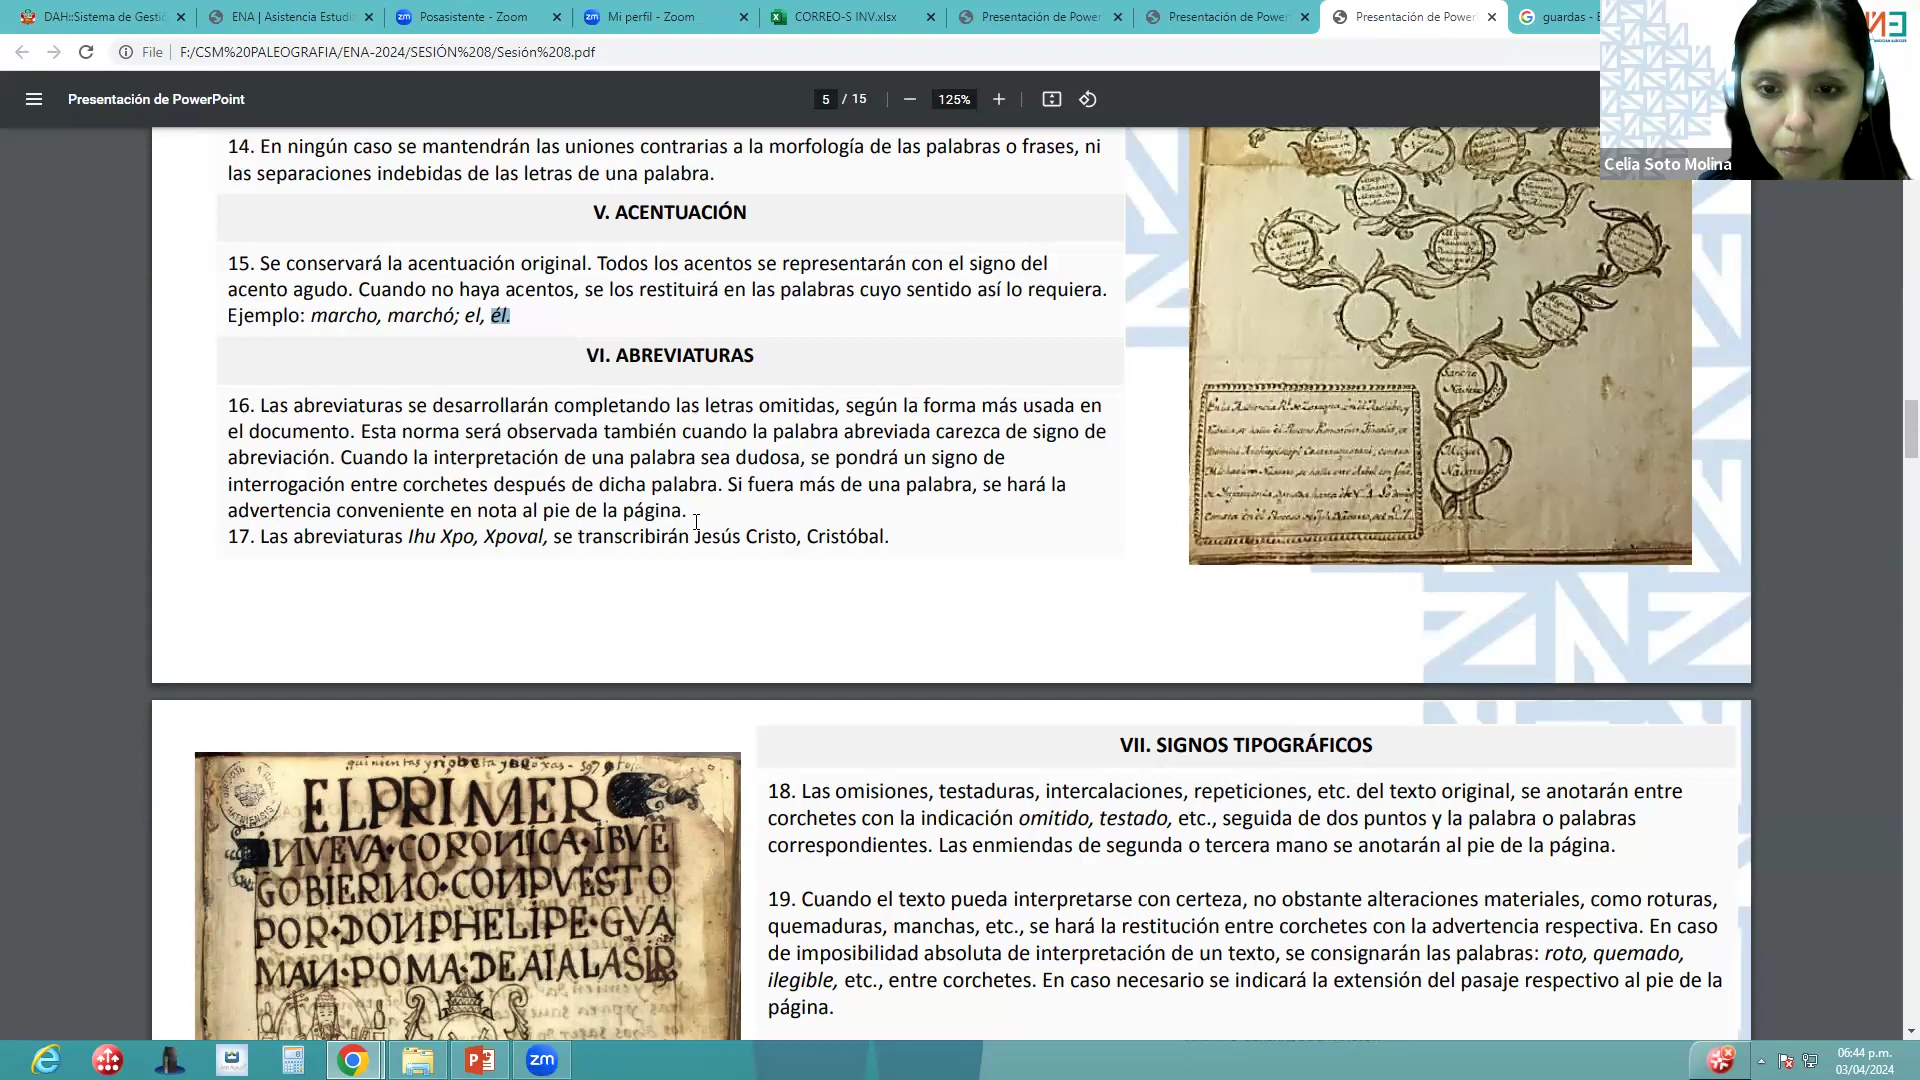 DAH::Sistema de Gesti
ENA | Asistencia Estudi
Posasistente - Zoom
Mi perfil - Zoom
CORREO-S INV.xlsx
Presentación de Power
Presentación de Power
Presentación de Power
guardas - E
File
F:/CSM%20PALEOGRAFIA/ENA-2024/SESIÓN%208/Sesión%208.pdf
Presentación de PowerPoint
5 / 15
125%
Celia Soto Molina
14. En ningún caso se mantendrán las uniones contrarias a la morfología de las palabras o frases, ni
las separaciones indebidas de las letras de una palabra.
V. ACENTUACIÓN
15. Se conservará la acentuación original. Todos los acentos se representarán con el signo del
acento agudo. Cuando no haya acentos, se los restituirá en las palabras cuyo sentido así lo requiera.
Ejemplo: marcho, marchó; el, él.
VI. ABREVIATURAS
16. Las abreviaturas se desarrollarán completando las letras omitidas, según la forma más usada en
el documento. Esta norma será observada también cuando la palabra abreviada carezca de signo de
abreviación. Cuando la interpretación de una palabra sea dudosa, se pondrá un signo de
interrogación entre corchetes después de dicha palabra. Si fuera más de una palabra, se hará la
advertencia conveniente en nota al pie de la página.
17. Las abreviaturas Ihu Xpo, Xpoval, se transcribirán Jesús Cristo, Cristóbal.
Sancho
Miguel
EL PRIMER
NVEVA·CORONICA·IBVE
GOBIERNO·CONPVESTO
POR·DON PHELIPE·GVA
MAN·POMA·DE AIALA
VII. SIGNOS TIPOGRÁFICOS
18. Las omisiones, testaduras, intercalaciones, repeticiones, etc. del texto original, se anotarán entre
corchetes con la indicación omitido, testado, etc., seguida de dos puntos y la palabra o palabras
correspondientes. Las enmiendas de segunda o tercera mano se anotarán al pie de la página.
19. Cuando el texto pueda interpretarse con certeza, no obstante alteraciones materiales, como roturas,
quemaduras, manchas, etc., se hará la restitución entre corchetes con la advertencia respectiva. En caso
de imposibilidad absoluta de interpretación de un texto, se consignarán las palabras: roto, quemado,
ilegible, etc., entre corchetes. En caso necesario se indicará la extensión del pasaje respectivo al pie de la
página.
zm
06:44 p.m.
03/04/2024